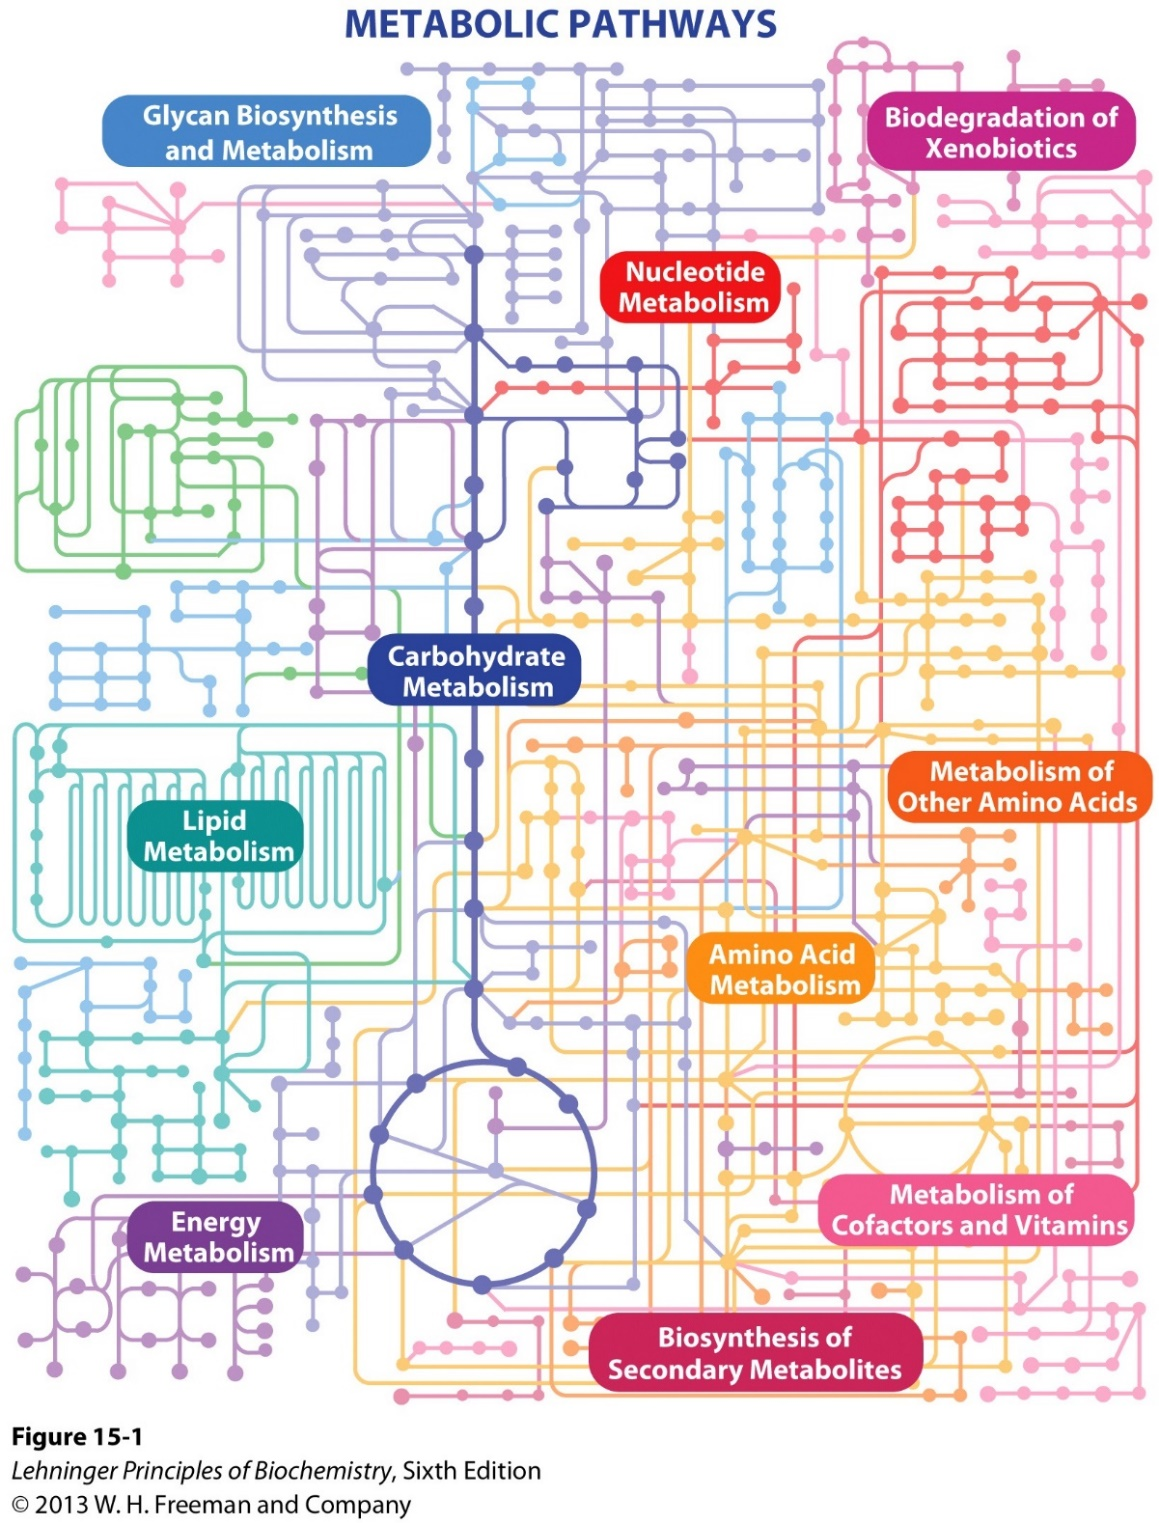 METABOLIC PATHWAYS
Glycan Biosynthesis
and Metabolism
Biodegradation of
Xenobiotics
Nucleotide
Metabolism
Carbohydrate
Metabolism
Metabolism of
Other Amino Acids
Lipid
Metabolism
Amino Acid
Metabolism
Metabolism of
Cofactors and Vitamins
Energy
Metabolism
Biosynthesis of
Secondary Metabolites
Figure 15-1
Lehninger Principles of Biochemistry, Sixth Edition
© 2013 W. H. Freeman and Company